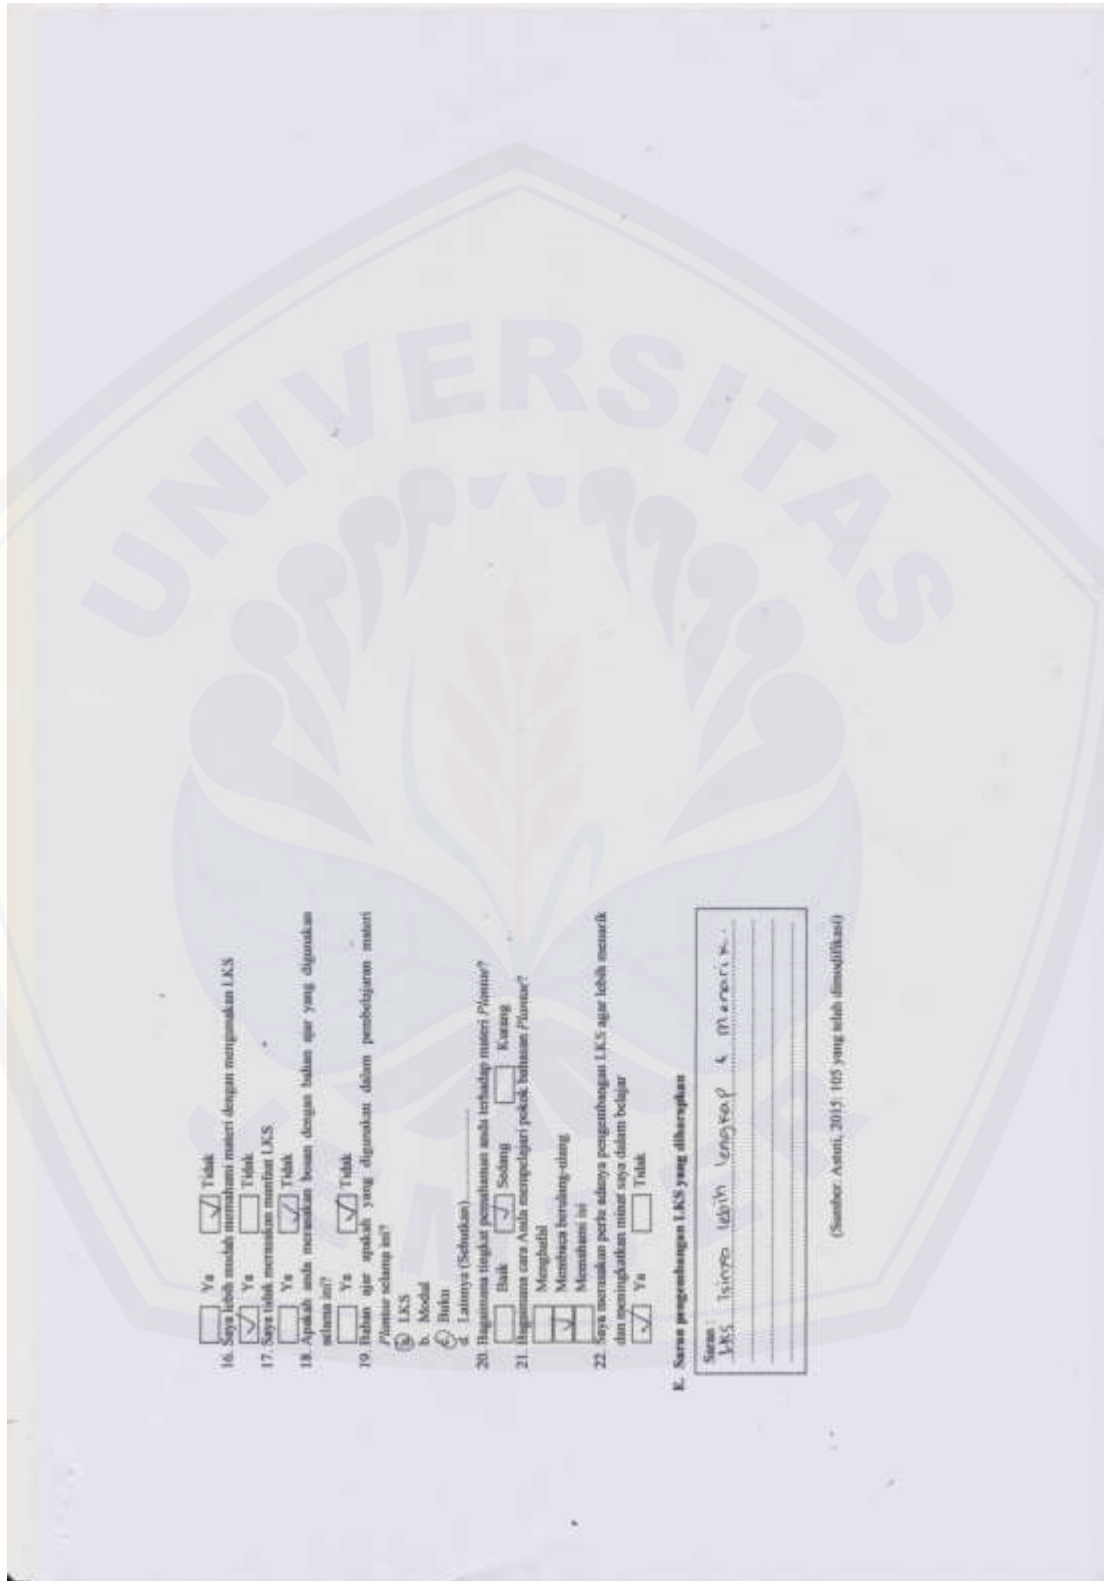 UNIVERSITAS
JEMBER
☐ Ya ☑ Tidak
16. Saya lebih mudah memahami materi dengan mengunakan LKS
☑ Ya ☐ Tidak
17. Saya tidak merasakan manfaat LKS
☐ Ya ☑ Tidak
18. Apakah anda merasakan bosan dengan bahan ajar yang digunakan
selama ini?
☐ Ya ☑ Tidak
19. Bahan ajar apakah yang digunakan dalam pembelajaran materi
Plantae selama ini?
a. LKS
b. Modul
c. Buku
d. Lainnya (Sebutkan)..................
20. Bagaimana tingkat pemahaman anda terhadap materi Plantae?
☐ Baik ☑ Sedang ☐ Kurang
21. Bagaimana cara Anda mempelajari pokok bahasan Plantae?
☐ Menghafal
☑ Membaca berulang-ulang
☐ Memahami isi
22. Saya merasakan perlu adanya pengembangan LKS agar lebih menarik
dan meningkatkan minat saya dalam belajar
☑ Ya ☐ Tidak
E. Saran pengembangan LKS yang diharapkan
Saran :
LKS Isinya lebih lengkap & menarik.
(Sumber: Astuti, 2015: 105 yang telah dimodifikasi)